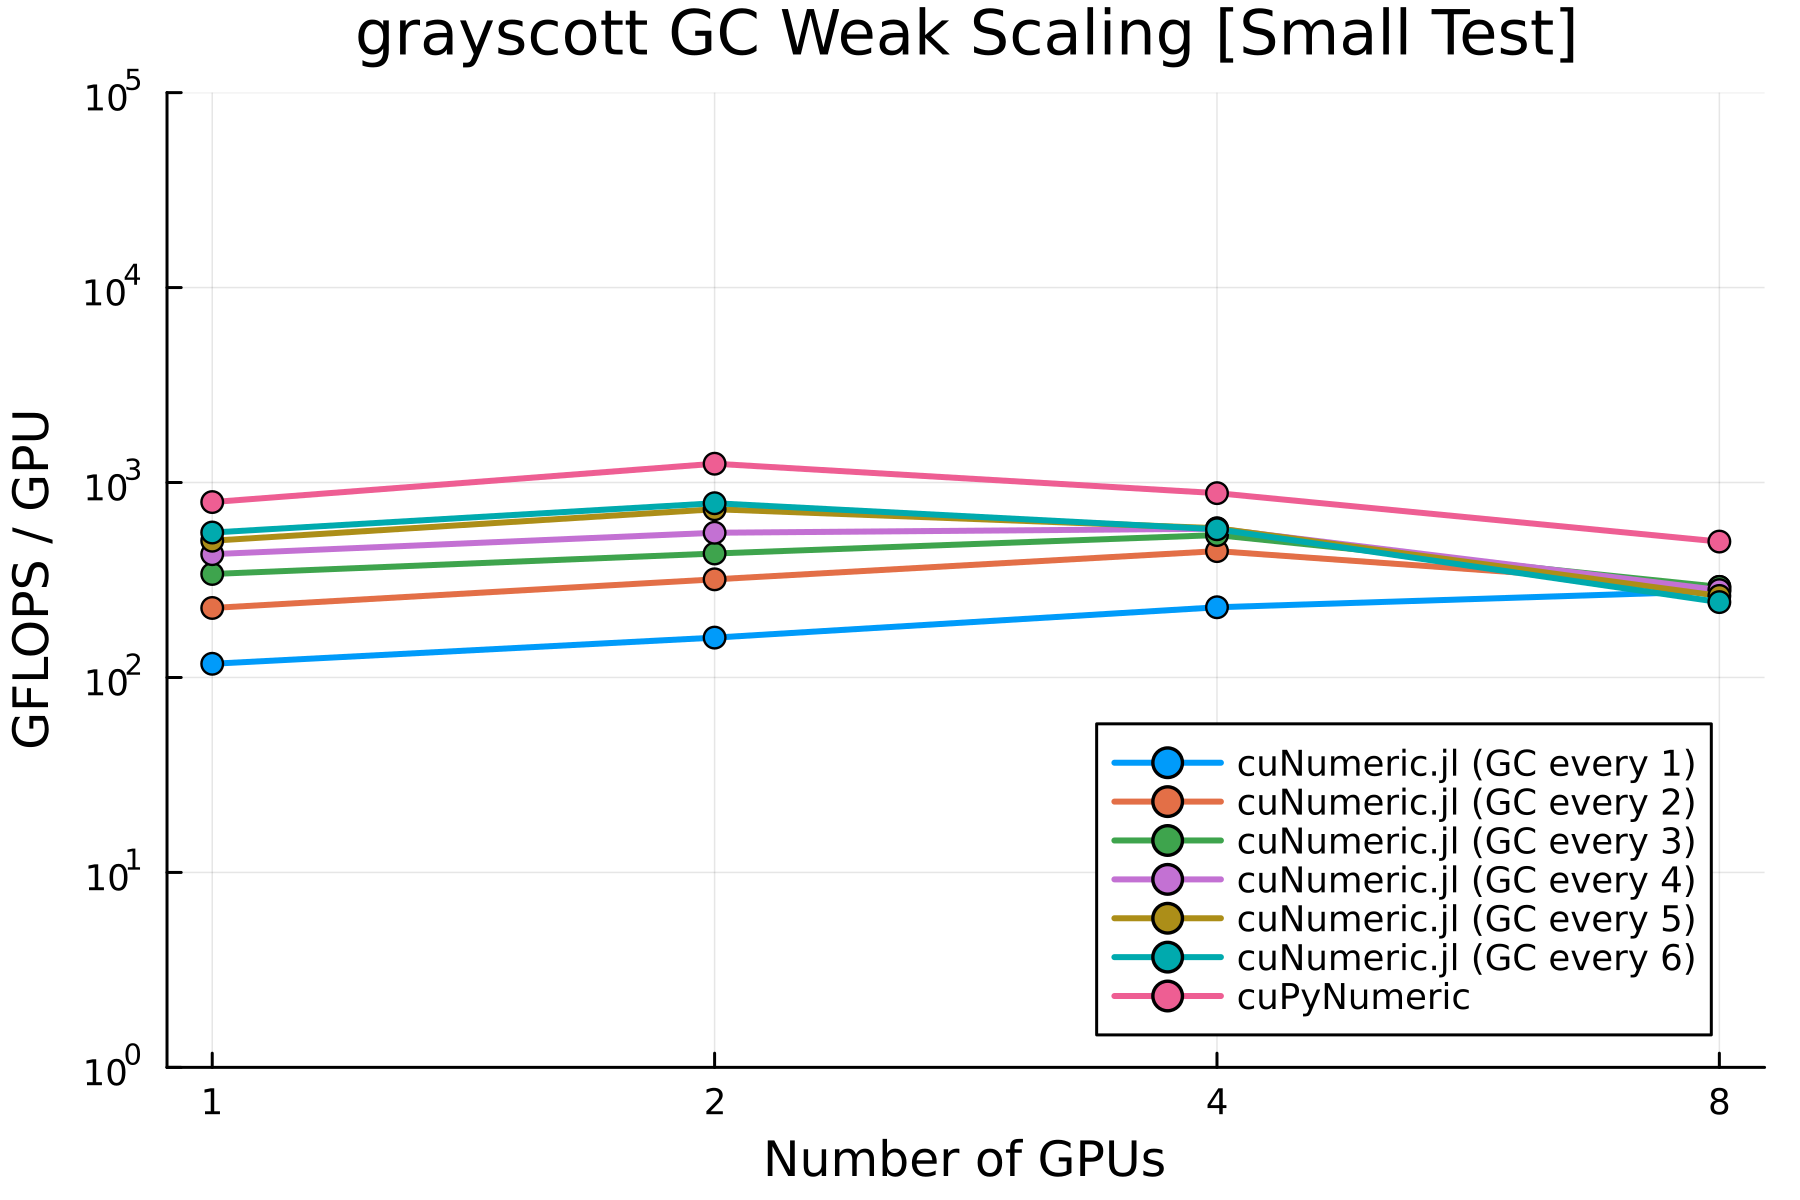 grayscott GC Weak Scaling [Small Test]
GFLOPS / GPU
10^5
10^4
10^3
10^2
10^1
10^0
1 2 4 8
Number of GPUs
cuNumeric.jl (GC every 1)
cuNumeric.jl (GC every 2)
cuNumeric.jl (GC every 3)
cuNumeric.jl (GC every 4)
cuNumeric.jl (GC every 5)
cuNumeric.jl (GC every 6)
cuPyNumeric